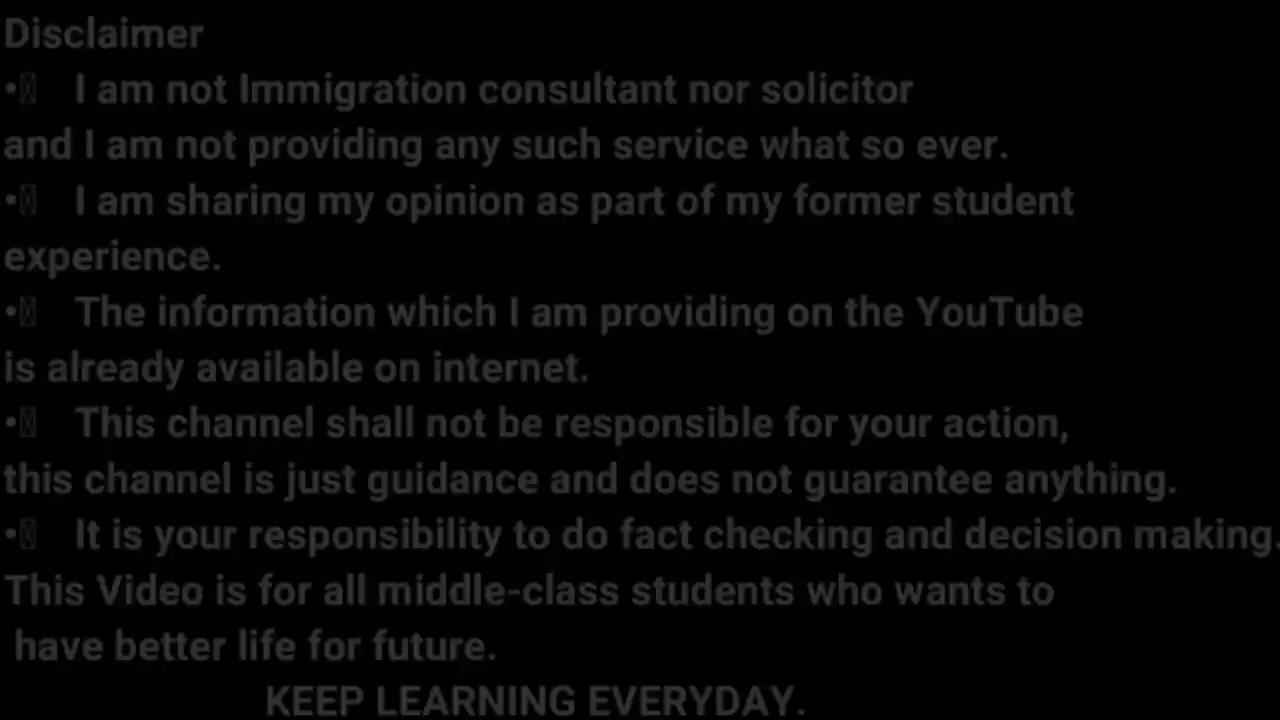 Disclaimer
• I am not Immigration consultant nor solicitor
and I am not providing any such service what so ever.
• I am sharing my opinion as part of my former student
experience.
• The information which I am providing on the YouTube
is already available on internet.
• This channel shall not be responsible for your action,
this channel is just guidance and does not guarantee anything.
• It is your responsibility to do fact checking and decision making.
This Video is for all middle-class students who wants to
have better life for future.
KEEP LEARNING EVERYDAY.